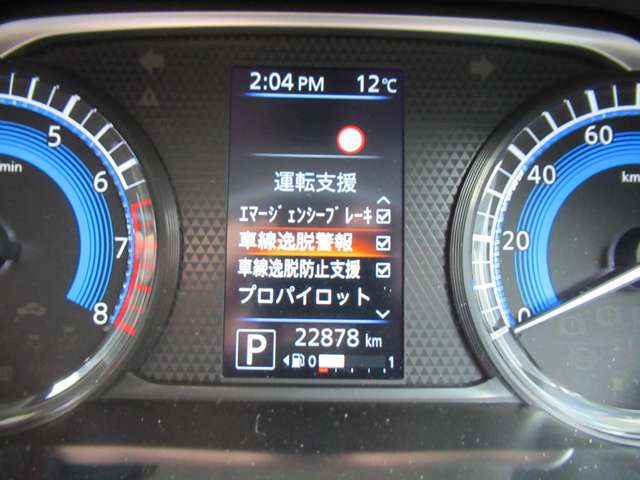 2:04 PM 12℃
運転支援
ｴﾏｰｼﾞｪﾝｼｰﾌﾞﾚｰｷ
車線逸脱警報
車線逸脱防止支援
プロパイロット
P 22878 km
0 1
5
6
7
8
/min
60
40
20
0
km